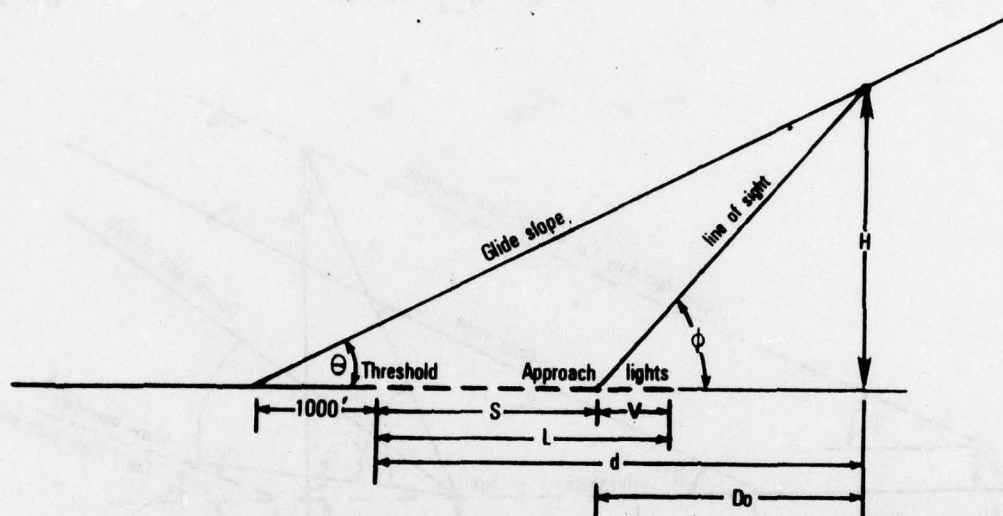 Glide slope
line of sight
H
θ Threshold Approach lights ϕ
1000' S V
L
d
Do